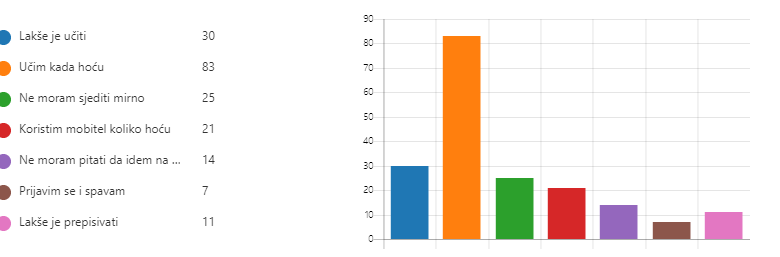 Lakše je učiti 30
Učim kada hoću 83
Ne moram sjediti mirno 25
Koristim mobitel koliko hoću 21
Ne moram pitati da idem na ... 14
Prijavim se i spavam 7
Lakše je prepisivati 11
90
80
70
60
50
40
30
20
10
0